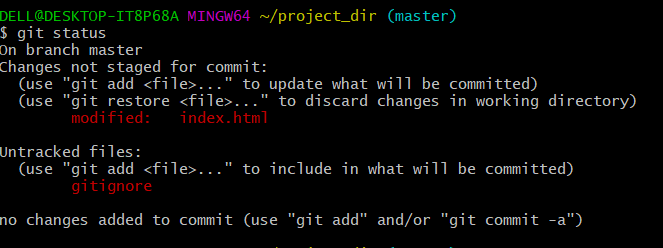 DELL@DESKTOP-IT8P68A MINGW64 ~/project_dir (master)
$ git status
On branch master
Changes not staged for commit:
  (use "git add <file>..." to update what will be committed)
  (use "git restore <file>..." to discard changes in working directory)
        modified:   index.html

Untracked files:
  (use "git add <file>..." to include in what will be committed)
        gitignore

no changes added to commit (use "git add" and/or "git commit -a")